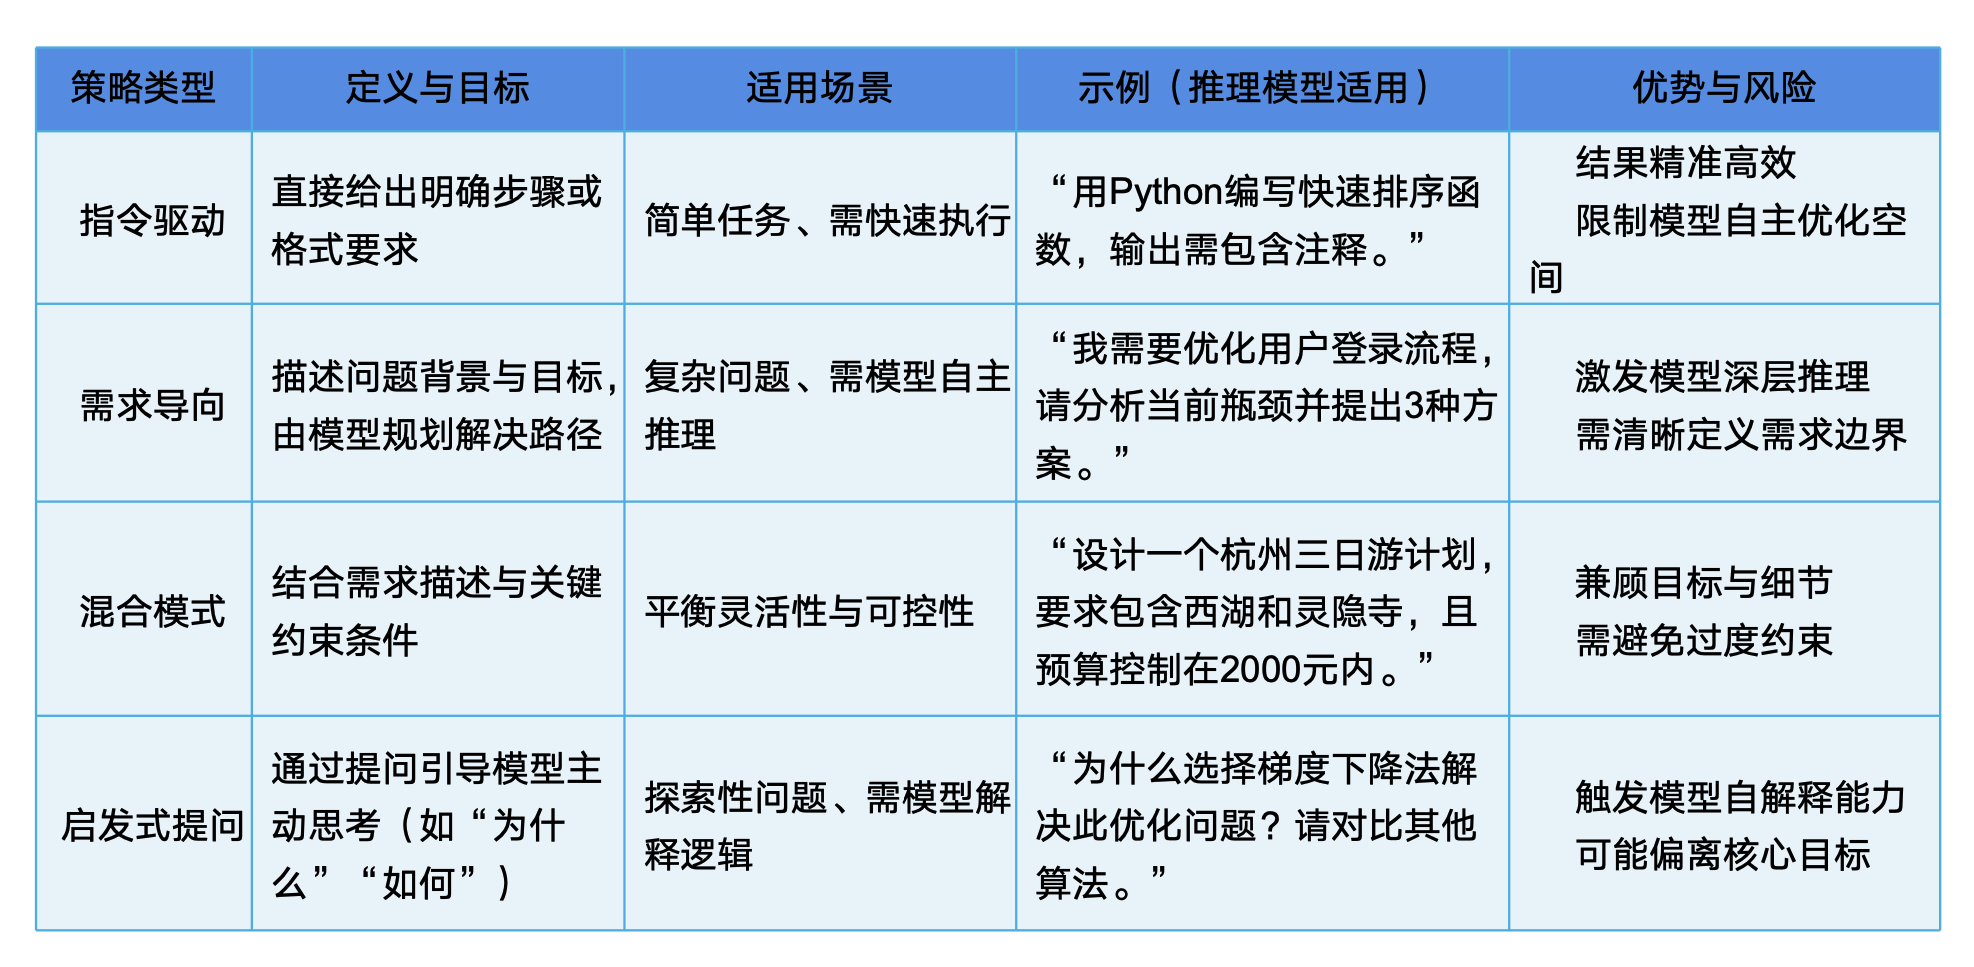 策略类型
定义与目标
适用场景
示例（推理模型适用）
优势与风险
指令驱动
直接给出明确步骤或
格式要求
简单任务、需快速执行
“用Python编写快速排序函
数，输出需包含注释。”
结果精准高效
限制模型自主优化空
间
需求导向
描述问题背景与目标，
由模型规划解决路径
复杂问题、需模型自主
推理
“我需要优化用户登录流程，
请分析当前瓶颈并提出3种方
案。”
激发模型深层推理
需清晰定义需求边界
混合模式
结合需求描述与关键
约束条件
平衡灵活性与可控性
“设计一个杭州三日游计划，
要求包含西湖和灵隐寺，且
预算控制在2000元内。”
兼顾目标与细节
需避免过度约束
启发式提问
通过提问引导模型主
动思考（如“为什
么”“如何”）
探索性问题、需模型解
释逻辑
“为什么选择梯度下降法解
决此优化问题？请对比其他
算法。”
触发模型自解释能力
可能偏离核心目标